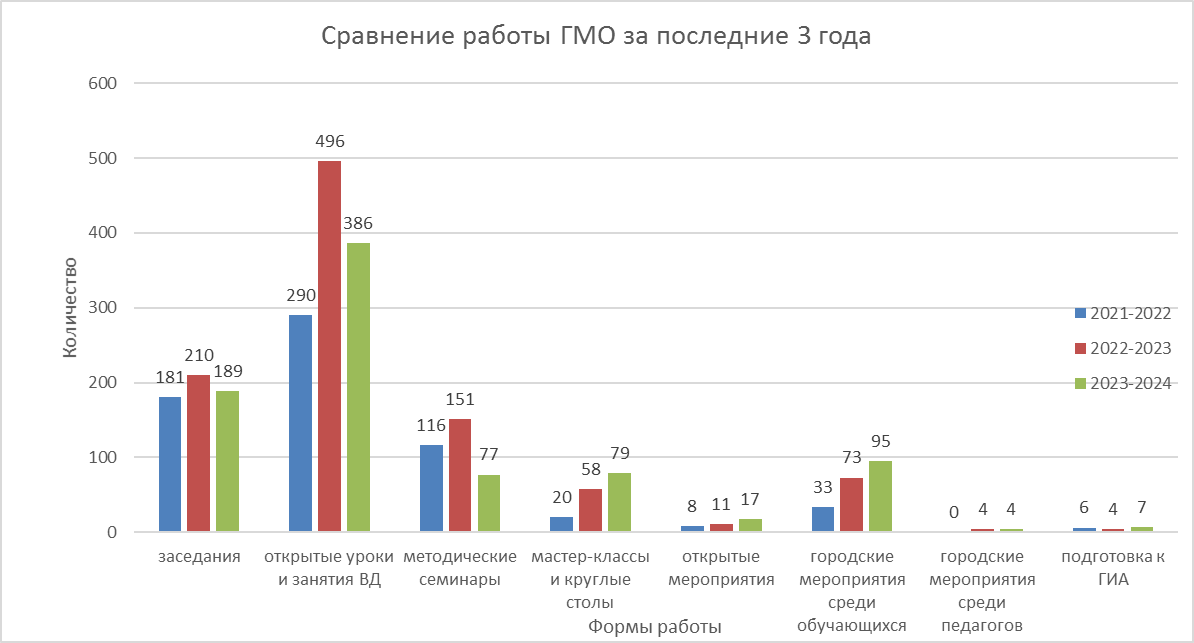 Сравнение работы ГМО за последние 3 года
Количество
600
500
400
300
200
100
0
181
210
189
290
496
386
116
151
77
20
58
79
8
11
17
33
73
95
0
4
4
6
4
7
2021-2022
2022-2023
2023-2024
заседания
открытые уроки
и занятия ВД
методические
семинары
мастер-классы
и круглые
столы
открытые
мероприятия
городские
мероприятия
среди
обучающихся
городские
мероприятия
среди
педагогов
подготовка к
ГИА
Формы работы